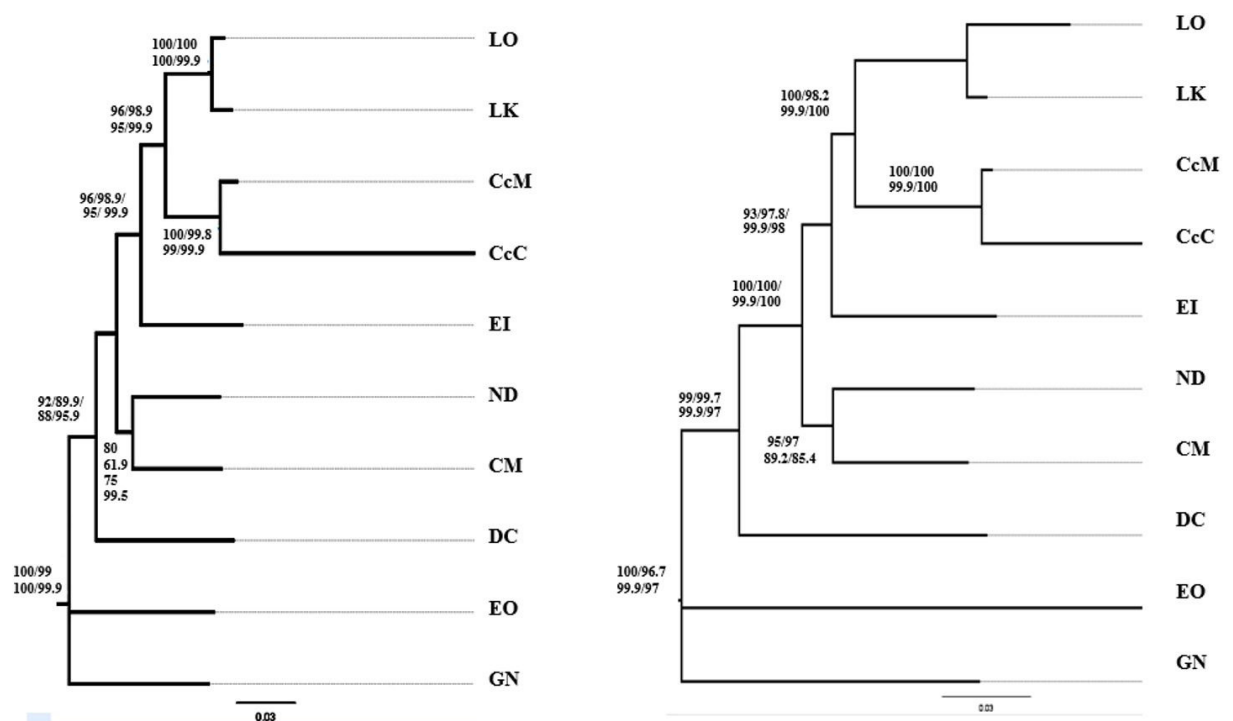 100/100
100/99.9
LO
96/98.9
95/99.9
LK
CcM
96/98.9/
95/ 99.9
100/99.8
99/99.9
CcC
EI
92/89.9/
88/95.9
ND
80
61.9
75
99.5
CM
DC
100/99
100/99.9
EO
GN
0.03
LO
100/98.2
99.9/100
LK
CcM
100/100
99.9/100
93/97.8/
99.9/98
CcC
100/100/
99.9/100
EI
99/99.7
99.9/97
ND
95/97
89.2/85.4
CM
DC
100/96.7
99.9/97
EO
GN
0.03